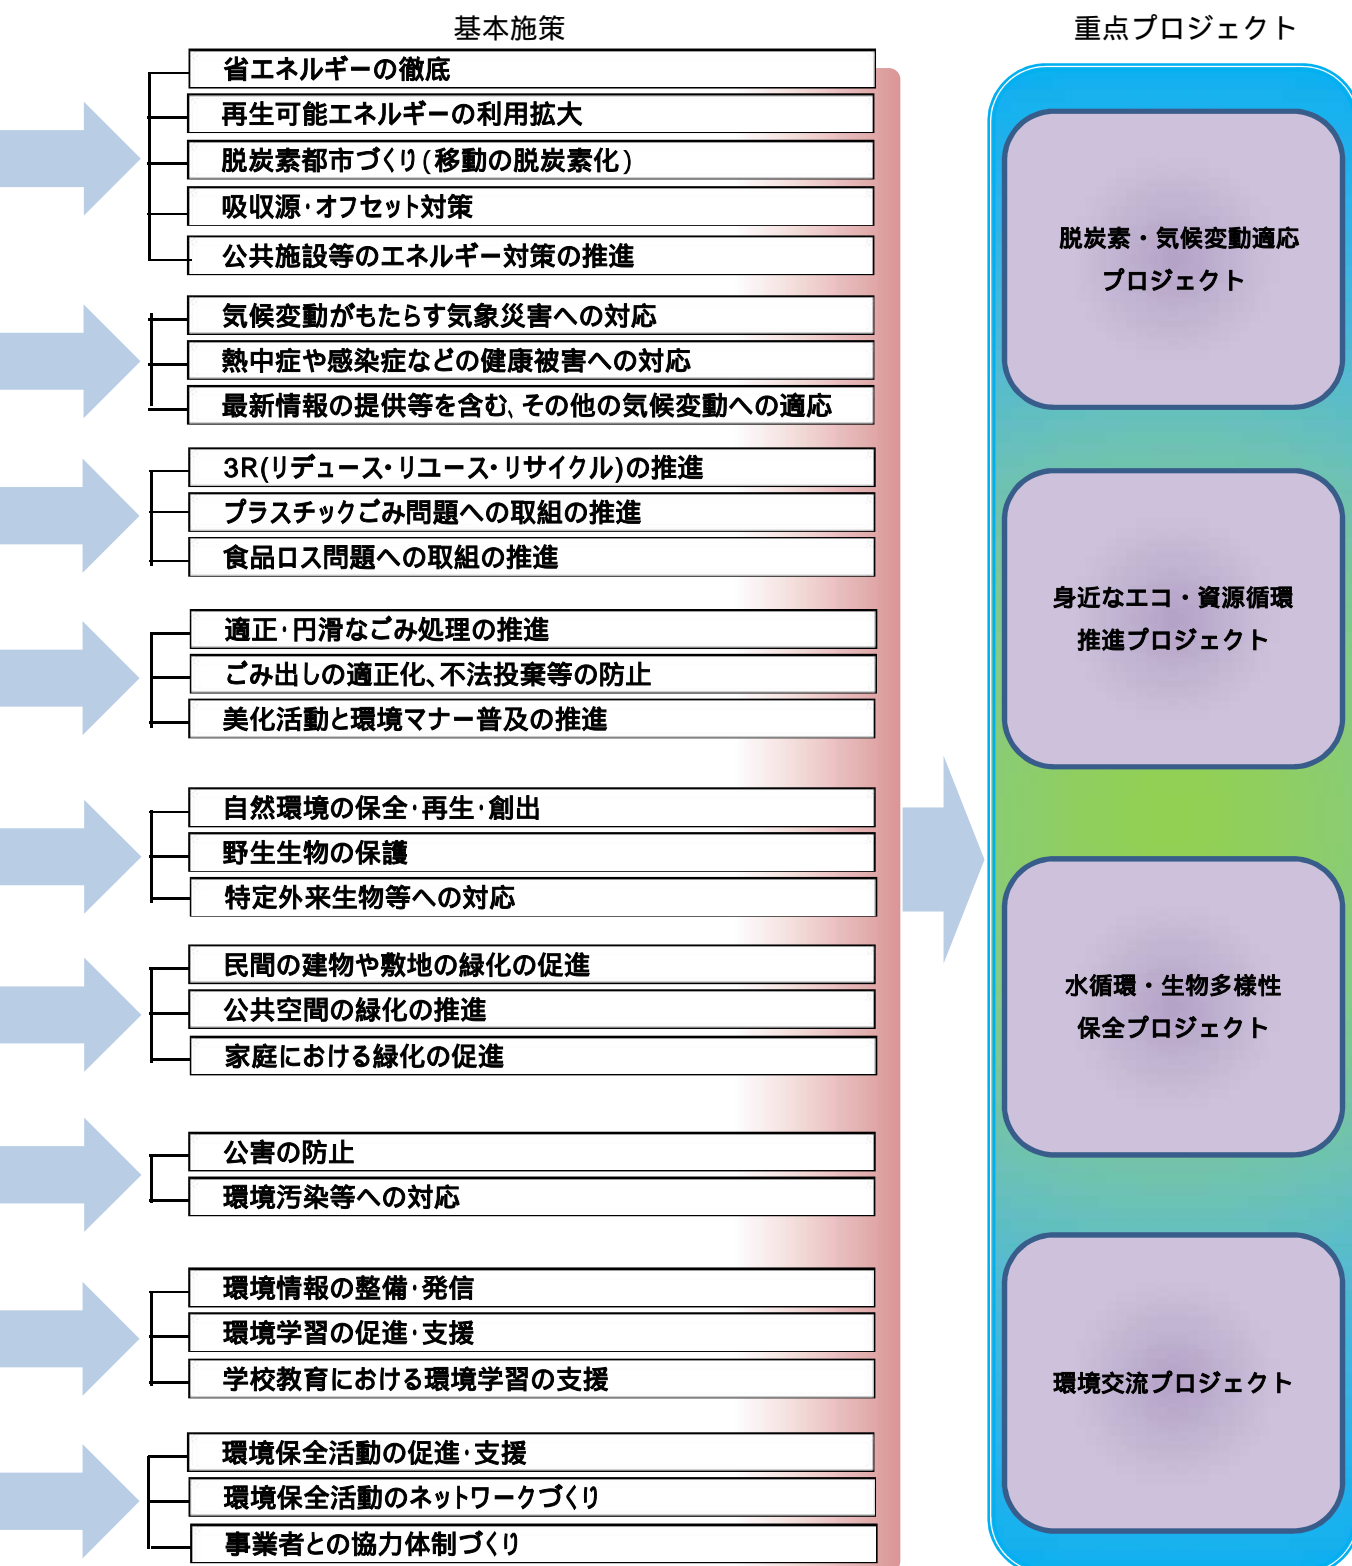 基本施策
省エネルギーの徹底
再生可能エネルギーの利用拡大
脱炭素都市づくり(移動の脱炭素化)
吸収源・オフセット対策
公共施設等のエネルギー対策の推進
気候変動がもたらす気象災害への対応
熱中症や感染症などの健康被害への対応
最新情報の提供等を含む、その他の気候変動への適応
3R(リデュース・リユース・リサイクル)の推進
プラスチックごみ問題への取組の推進
食品ロス問題への取組の推進
適正・円滑なごみ処理の推進
ごみ出しの適正化、不法投棄等の防止
美化活動と環境マナー普及の推進
自然環境の保全・再生・創出
野生生物の保護
特定外来生物等への対応
民間の建物や敷地の緑化の促進
公共空間の緑化の推進
家庭における緑化の促進
公害の防止
環境汚染等への対応
環境情報の整備・発信
環境学習の促進・支援
学校教育における環境学習の支援
環境保全活動の促進・支援
環境保全活動のネットワークづくり
事業者との協力体制づくり
重点プロジェクト
脱炭素・気候変動適応
プロジェクト
身近なエコ・資源循環
推進プロジェクト
水循環・生物多様性
保全プロジェクト
環境交流プロジェクト